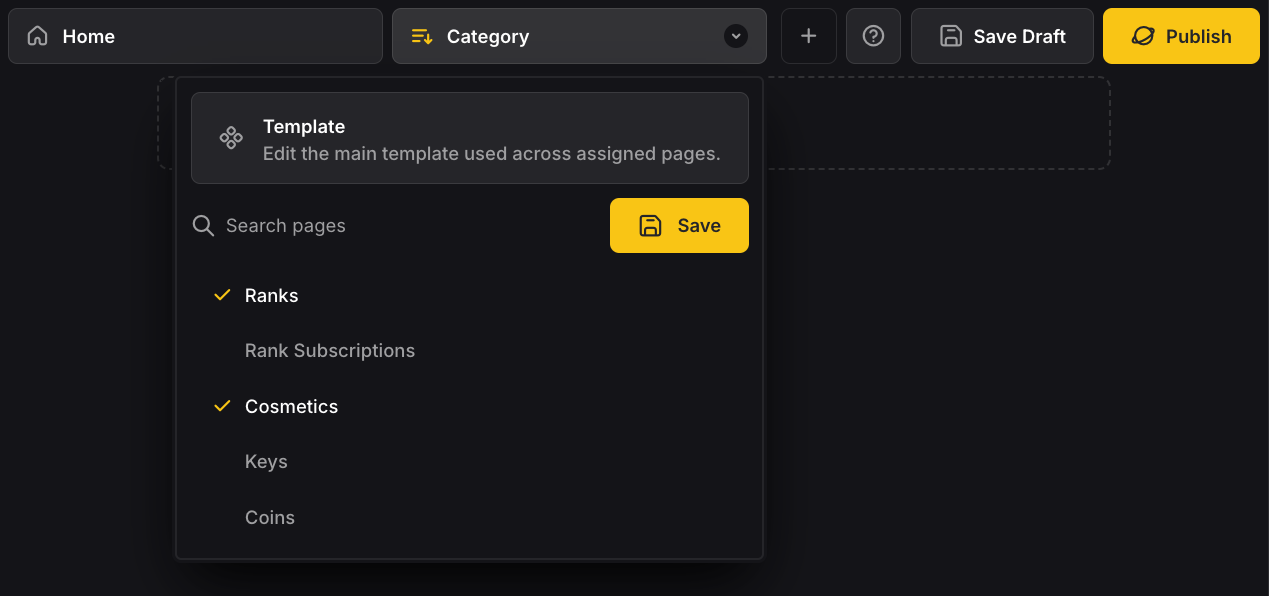 Home
Category
Save Draft
Publish
Template
Edit the main template used across assigned pages.
Search pages
Save
Ranks
Rank Subscriptions
Cosmetics
Keys
Coins